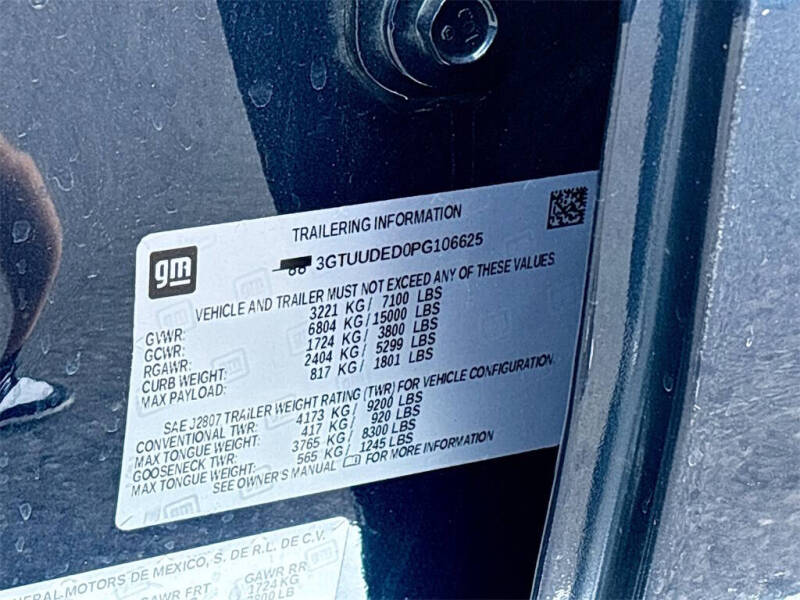 TRAILERING INFORMATION
gm
3GTUUDED0PG106625
VEHICLE AND TRAILER MUST NOT EXCEED ANY OF THESE VALUES
GVWR: 3221 KG / 7100 LBS
GCWR: 6804 KG / 15000 LBS
RGAWR: 1724 KG / 3800 LBS
CURB WEIGHT: 2404 KG / 5299 LBS
MAX PAYLOAD: 817 KG / 1801 LBS
SAE J2807 TRAILER WEIGHT RATING (TWR) FOR VEHICLE CONFIGURATION
CONVENTIONAL TWR: 4173 KG / 9200 LBS
MAX TONGUE WEIGHT: 417 KG / 920 LBS
GOOSENECK TWR: 3765 KG / 8300 LBS
MAX TONGUE WEIGHT: 565 KG / 1245 LBS
SEE OWNER'S MANUAL FOR MORE INFORMATION
MOTORS DE MEXICO, S. DE R.L. DE C.V.
GAWR FRT GAWR RR
1724 KG